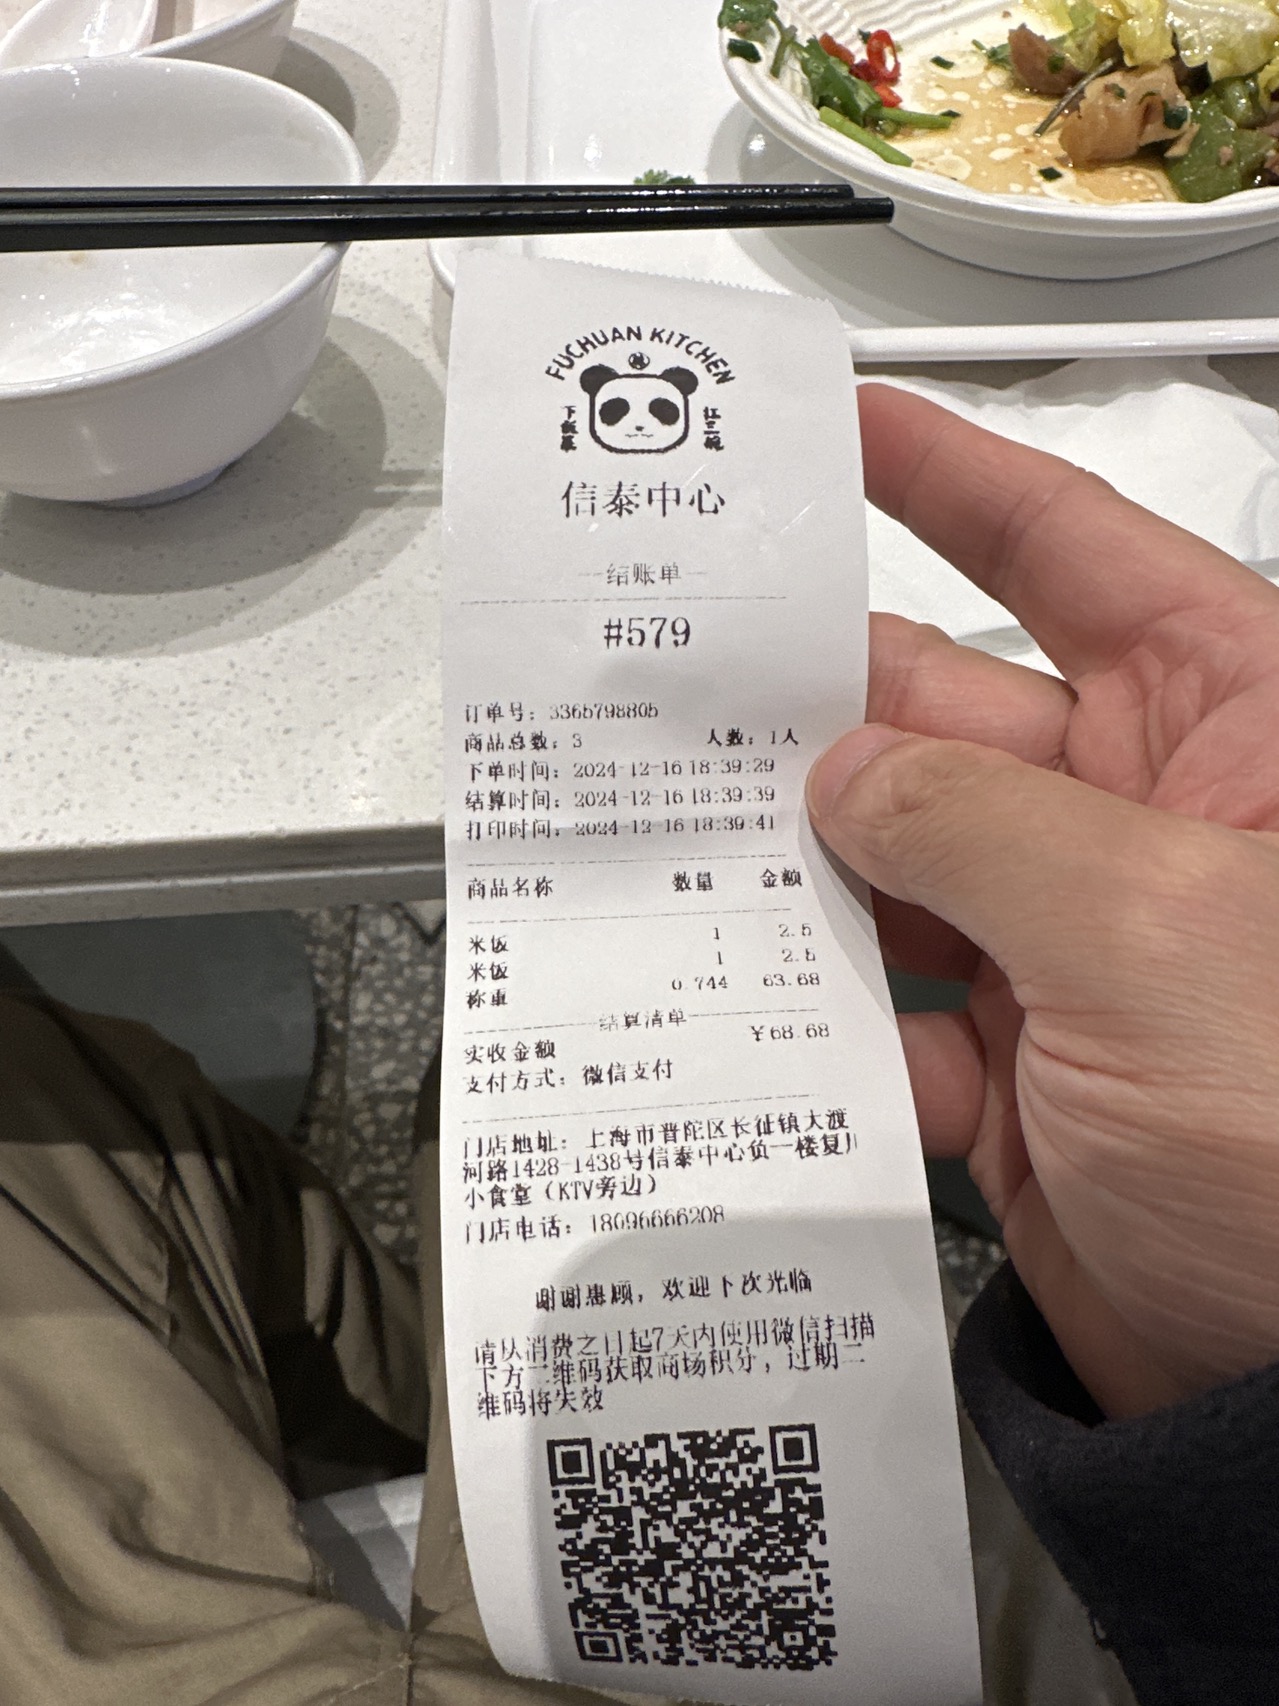 FUCHUAN KITCHEN
下饭菜
扛三碗
信泰中心
结账单
#579
订单号：3365798805
商品总数：3 人数：1人
下单时间：2024-12-16 18:39:29
结算时间：2024-12-16 18:39:39
打印时间：2024-12-16 18:39:41
商品名称 数量 金额
米饭 1 2.5
米饭 1 2.5
称重 0.744 63.68
结算清单
实收金额 ￥68.68
支付方式：微信支付
门店地址：上海市普陀区长征镇大渡
河路1428-1438号信泰中心负一楼复川
小食堂（KTV旁边）
门店电话：18096666208
谢谢惠顾，欢迎下次光临
请从消费之日起7天内使用微信扫描
下方二维码获取商场积分，过期二
维码将失效